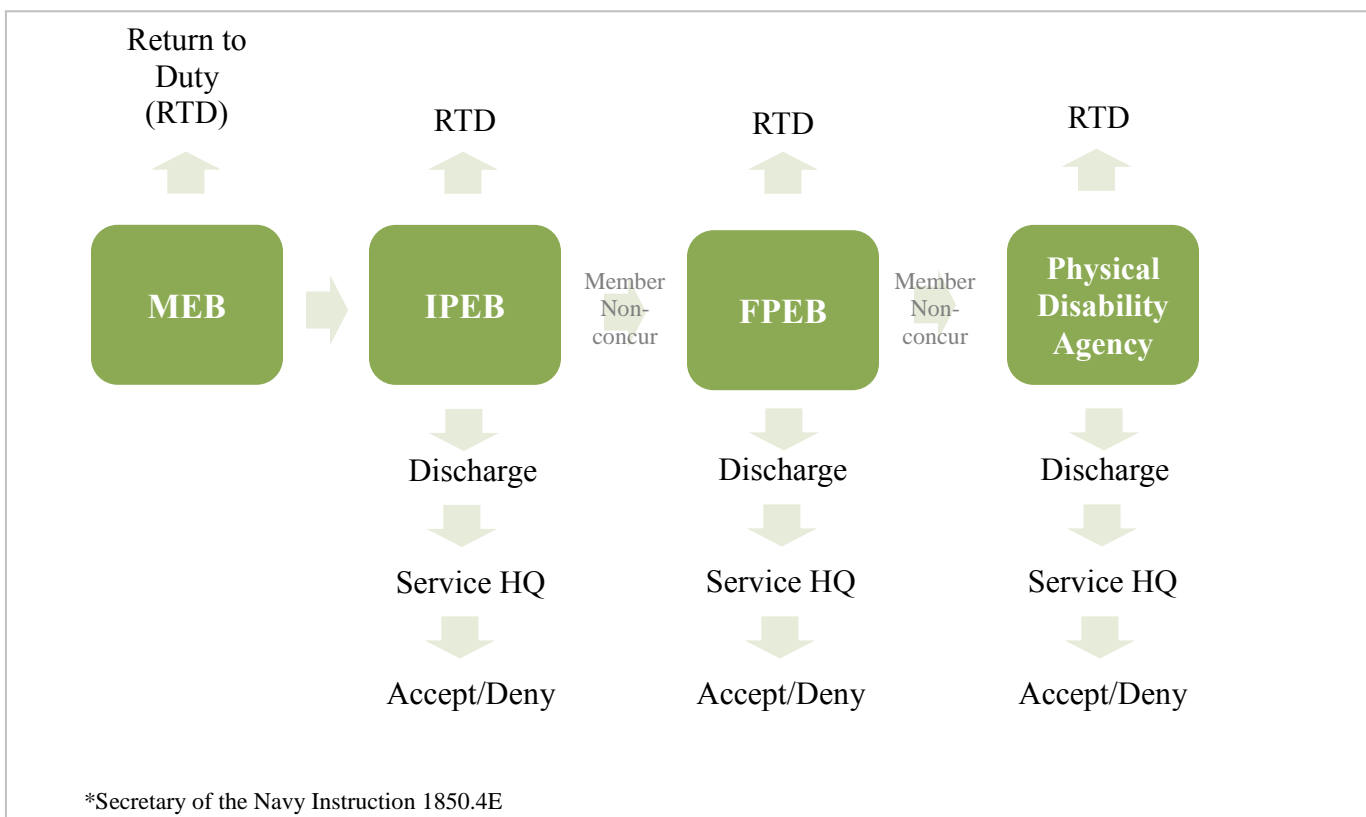 Return to
Duty
(RTD)
RTD
RTD
RTD
MEB
IPEB
Member
Non-
concur
FPEB
Member
Non-
concur
Physical
Disability
Agency
Discharge
Discharge
Discharge
Service HQ
Service HQ
Service HQ
Accept/Deny
Accept/Deny
Accept/Deny
*Secretary of the Navy Instruction 1850.4E